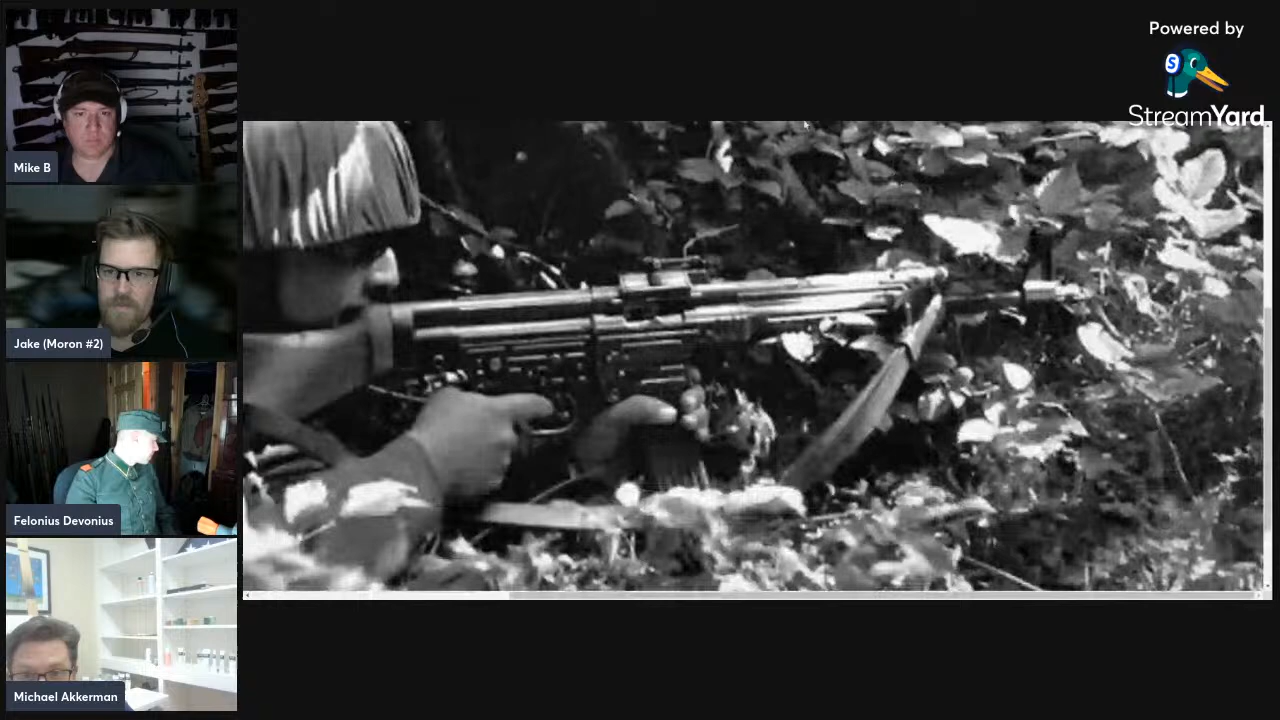 Powered by
S
StreamYard
Mike B
Jake (Moron #2)
Felonius Devonius
Michael Akkerman